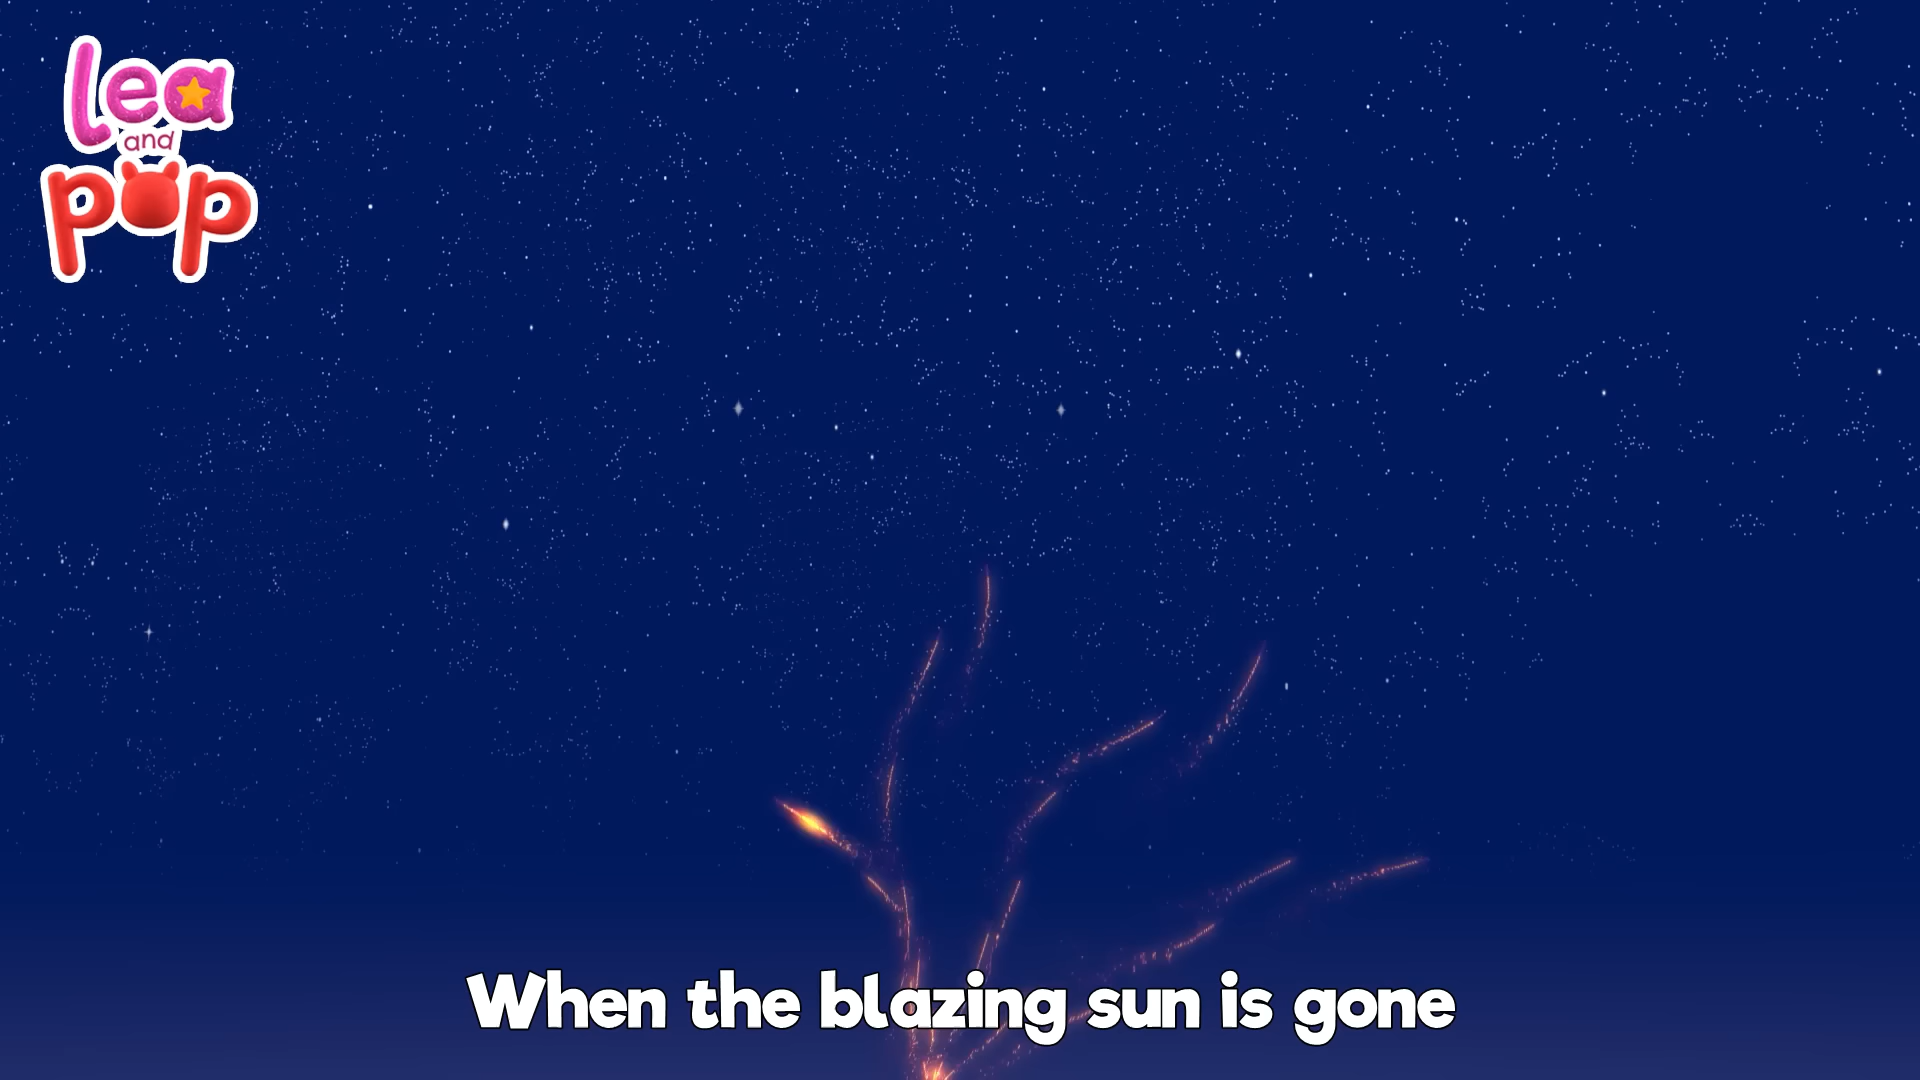 lea
and
pop
When the blazing sun is gone